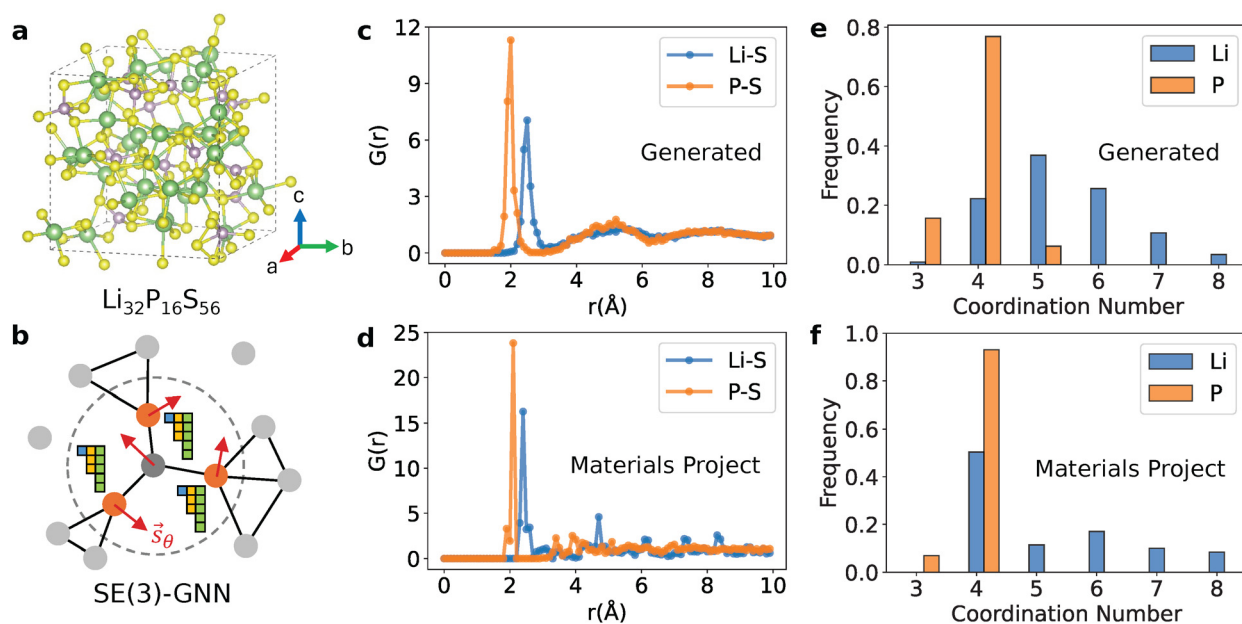 a
c
b
a
Li32P16S56
b
s⃗θ
SE(3)-GNN
c
12
9
6
3
0
G(r)
Li-S
P-S
Generated
0 2 4 6 8 10
r(Å)
d
25
20
15
10
5
0
G(r)
Li-S
P-S
Materials Project
0 2 4 6 8 10
r(Å)
e
0.8
0.6
0.4
0.2
0.0
Frequency
Li
P
Generated
3 4 5 6 7 8
Coordination Number
f
1.0
0.8
0.6
0.4
0.2
0.0
Frequency
Li
P
Materials Project
3 4 5 6 7 8
Coordination Number